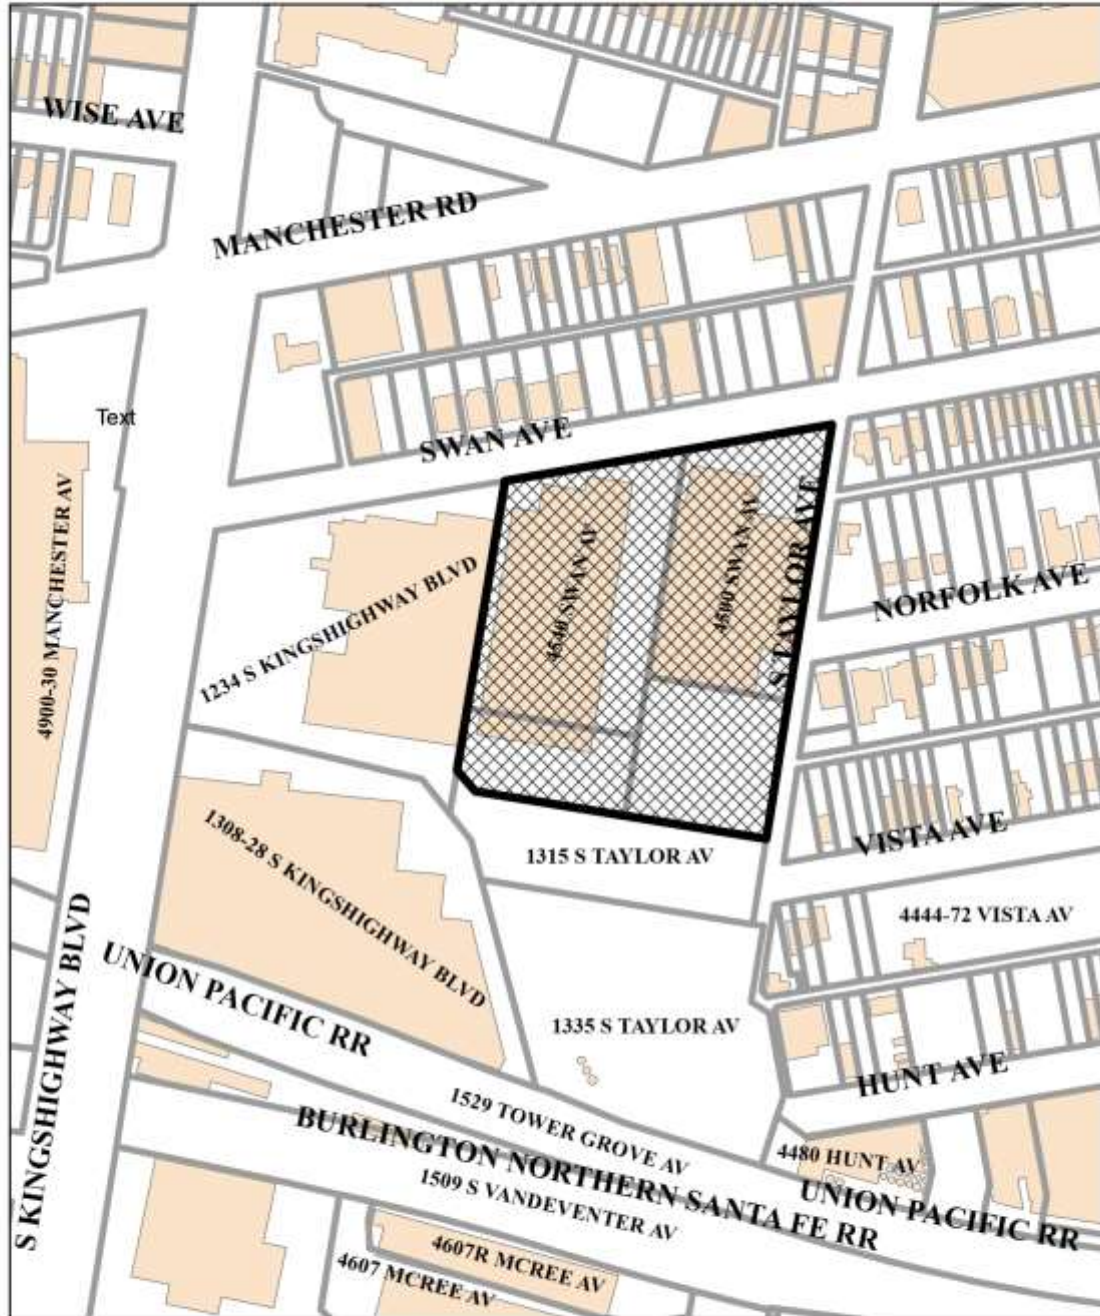 WISE AVE
MANCHESTER RD
Text
SWAN AVE
4900-30 MANCHESTER AV
1234 S KINGSHIGHWAY BLVD
4540 SWAN AV
4500 SWAN AV
S TAYLOR AVE
NORFOLK AVE
VISTA AVE
1308-28 S KINGSHIGHWAY BLVD
1315 S TAYLOR AV
4444-72 VISTA AV
S KINGSHIGHWAY BLVD
UNION PACIFIC RR
1335 S TAYLOR AV
HUNT AVE
1529 TOWER GROVE AV
BURLINGTON NORTHERN SANTA FE RR
4480 HUNT AV
1509 S VANDEVENTER AV
UNION PACIFIC RR
4607R MCREE AV
4607 MCREE AV